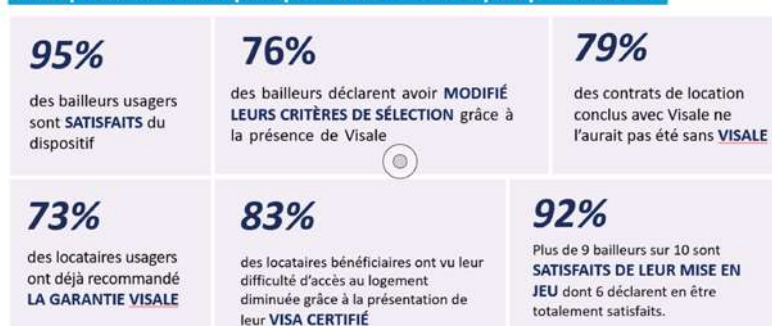 95%
des bailleurs usagers
sont SATISFAITS du
dispositif
76%
des bailleurs déclarent avoir MODIFIÉ
LEURS CRITÈRES DE SÉLECTION grâce à
la présence de Visale
79%
des contrats de location
conclus avec Visale ne
l'aurait pas été sans VISALE
73%
des locataires usagers
ont déjà recommandé
LA GARANTIE VISALE
83%
des locataires bénéficiaires ont vu leur
difficulté d'accès au logement
diminuée grâce à la présentation de
leur VISA CERTIFIÉ
92%
Plus de 9 bailleurs sur 10 sont
SATISFAITS DE LEUR MISE EN
JEU dont 6 déclarent en être
totalement satisfaits.